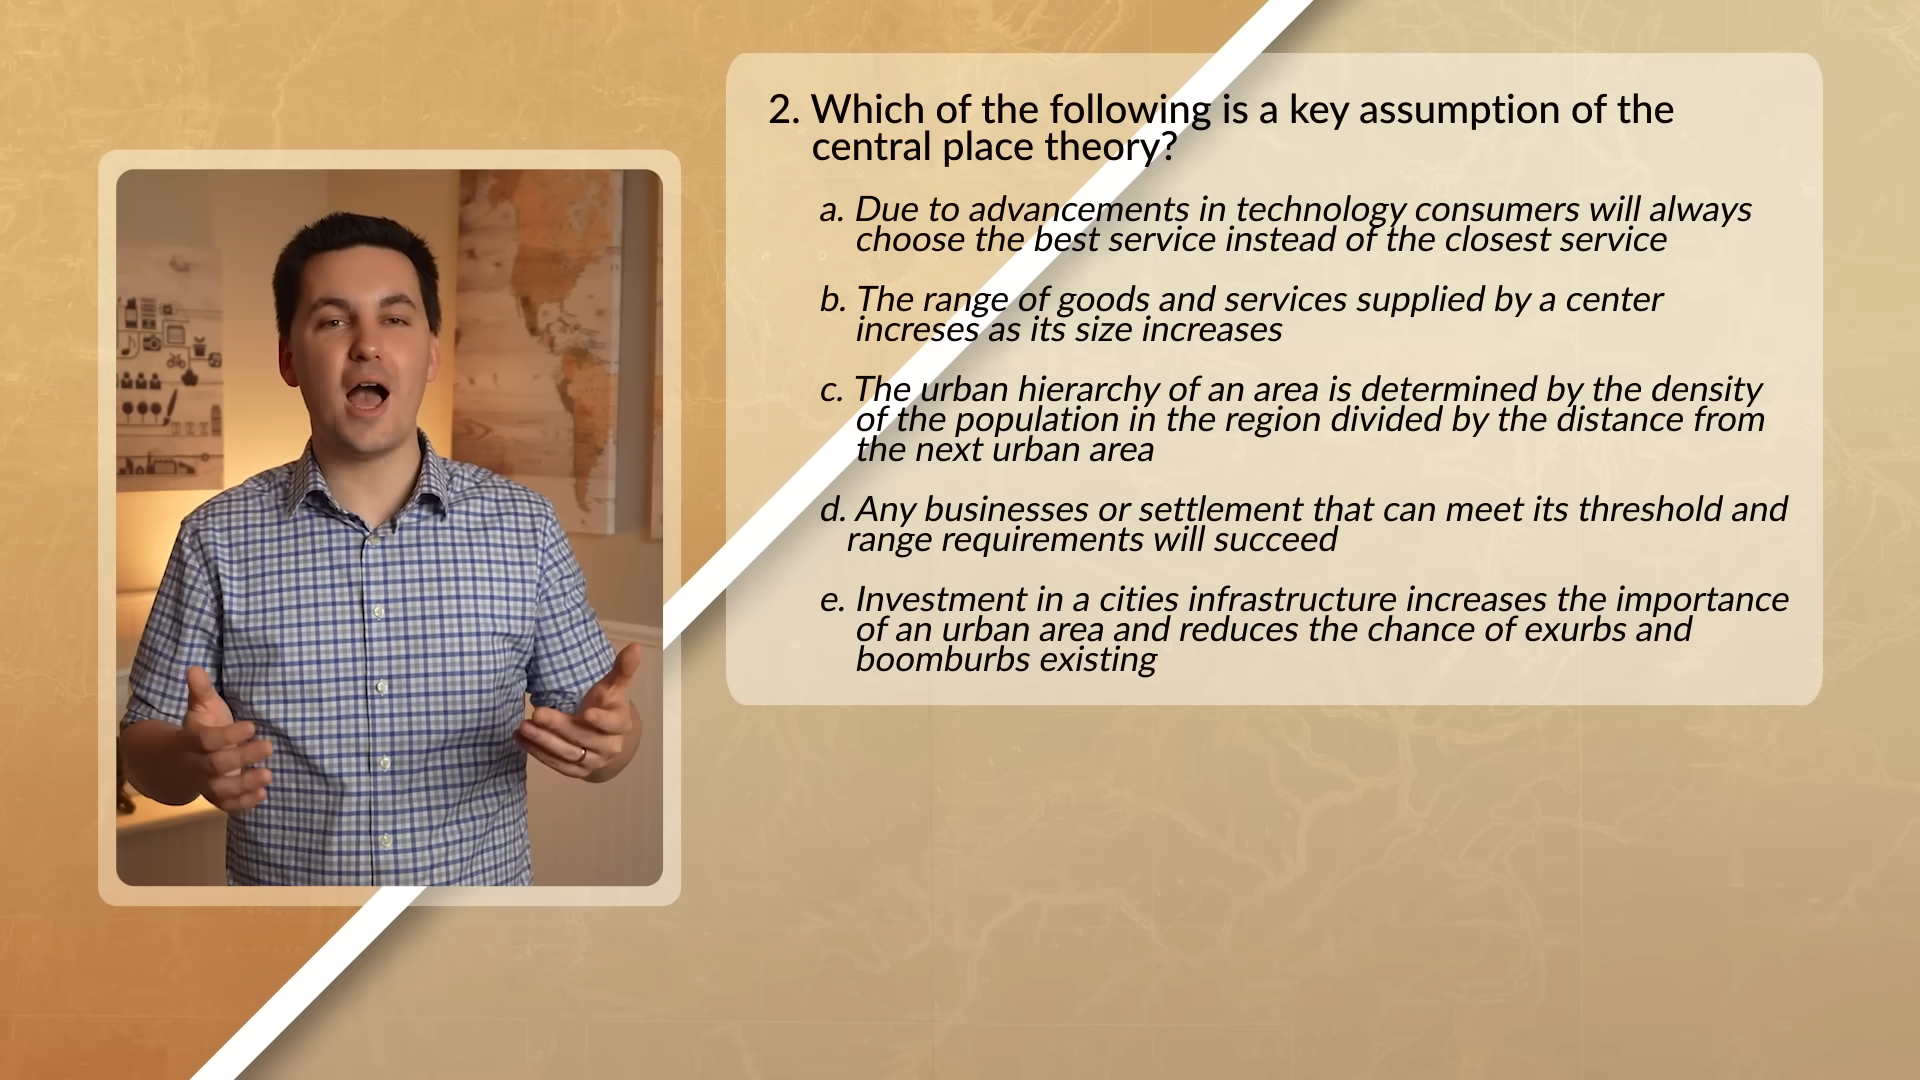 2. Which of the following is a key assumption of the
central place theory?
a. Due to advancements in technology consumers will always
choose the best service instead of the closest service
b. The range of goods and services supplied by a center
increses as its size increases
c. The urban hierarchy of an area is determined by the density
of the population in the region divided by the distance from
the next urban area
d. Any businesses or settlement that can meet its threshold and
range requirements will succeed
e. Investment in a cities infrastructure increases the importance
of an urban area and reduces the chance of exurbs and
boomburbs existing